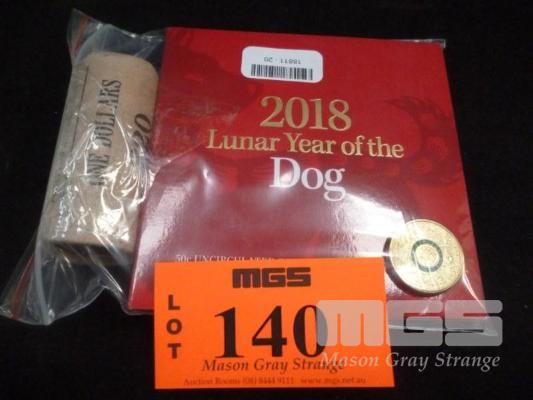 ONE DOLLARS
20
18811 - 20
2018
Lunar Year of the
Dog
50c UNCIRCULATED
MGS
LOT
140
Mason Gray Strange
Auction Rooms (08) 8444 9111 www.mgs.net.au
MGS
Mason Gray Strange